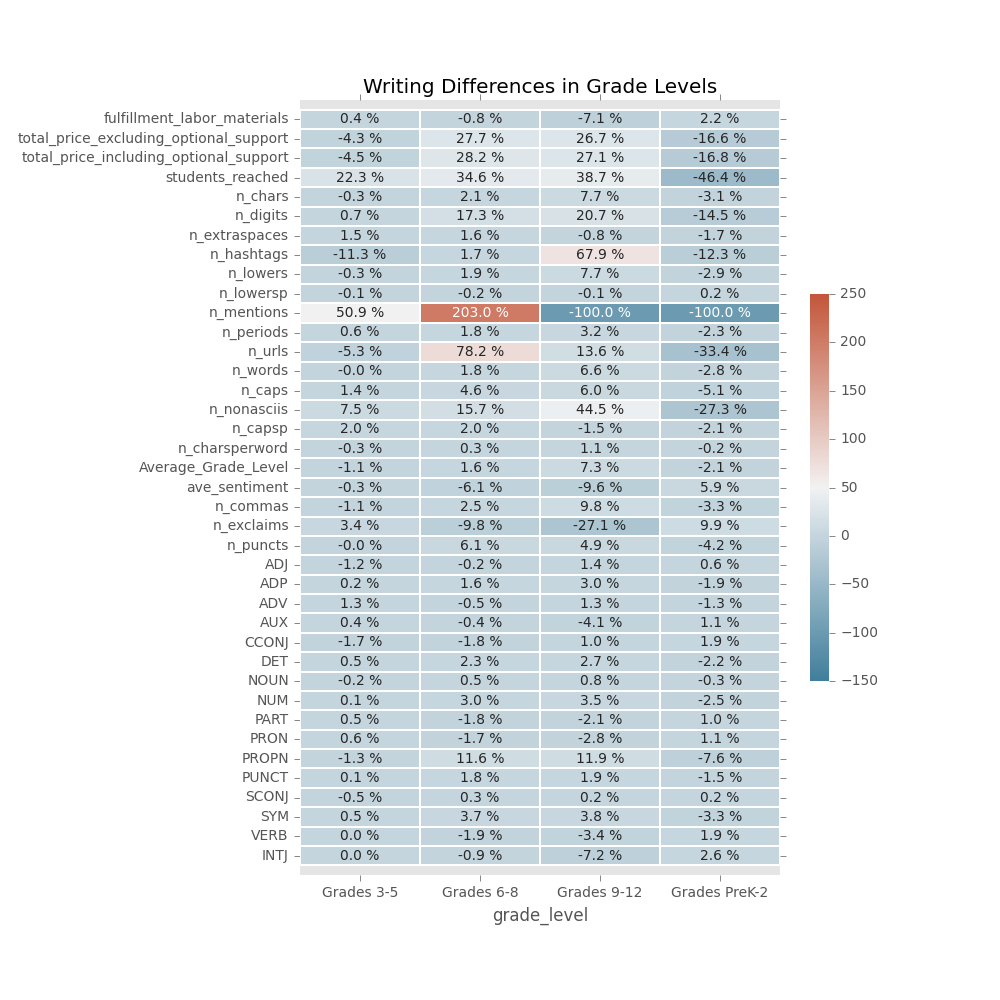 Writing Differences in Grade Levels
fulfillment_labor_materials 0.4 % -0.8 % -7.1 % 2.2 %
total_price_excluding_optional_support -4.3 % 27.7 % 26.7 % -16.6 %
total_price_including_optional_support -4.5 % 28.2 % 27.1 % -16.8 %
students_reached 22.3 % 34.6 % 38.7 % -46.4 %
n_chars -0.3 % 2.1 % 7.7 % -3.1 %
n_digits 0.7 % 17.3 % 20.7 % -14.5 %
n_extraspaces 1.5 % 1.6 % -0.8 % -1.7 %
n_hashtags -11.3 % 1.7 % 67.9 % -12.3 %
n_lowers -0.3 % 1.9 % 7.7 % -2.9 %
n_lowersp -0.1 % -0.2 % -0.1 % 0.2 %
n_mentions 50.9 % 203.0 % -100.0 % -100.0 %
n_periods 0.6 % 1.8 % 3.2 % -2.3 %
n_urls -5.3 % 78.2 % 13.6 % -33.4 %
n_words -0.0 % 1.8 % 6.6 % -2.8 %
n_caps 1.4 % 4.6 % 6.0 % -5.1 %
n_nonasciis 7.5 % 15.7 % 44.5 % -27.3 %
n_capsp 2.0 % 2.0 % -1.5 % -2.1 %
n_charsperword -0.3 % 0.3 % 1.1 % -0.2 %
Average_Grade_Level -1.1 % 1.6 % 7.3 % -2.1 %
ave_sentiment -0.3 % -6.1 % -9.6 % 5.9 %
n_commas -1.1 % 2.5 % 9.8 % -3.3 %
n_exclaims 3.4 % -9.8 % -27.1 % 9.9 %
n_puncts -0.0 % 6.1 % 4.9 % -4.2 %
ADJ -1.2 % -0.2 % 1.4 % 0.6 %
ADP 0.2 % 1.6 % 3.0 % -1.9 %
ADV 1.3 % -0.5 % 1.3 % -1.3 %
AUX 0.4 % -0.4 % -4.1 % 1.1 %
CCONJ -1.7 % -1.8 % 1.0 % 1.9 %
DET 0.5 % 2.3 % 2.7 % -2.2 %
NOUN -0.2 % 0.5 % 0.8 % -0.3 %
NUM 0.1 % 3.0 % 3.5 % -2.5 %
PART 0.5 % -1.8 % -2.1 % 1.0 %
PRON 0.6 % -1.7 % -2.8 % 1.1 %
PROPN -1.3 % 11.6 % 11.9 % -7.6 %
PUNCT 0.1 % 1.8 % 1.9 % -1.5 %
SCONJ -0.5 % 0.3 % 0.2 % 0.2 %
SYM 0.5 % 3.7 % 3.8 % -3.3 %
VERB 0.0 % -1.9 % -3.4 % 1.9 %
INTJ 0.0 % -0.9 % -7.2 % 2.6 %
Grades 3-5 Grades 6-8 Grades 9-12 Grades PreK-2
grade_level
250
200
150
100
50
0
−50
−100
−150